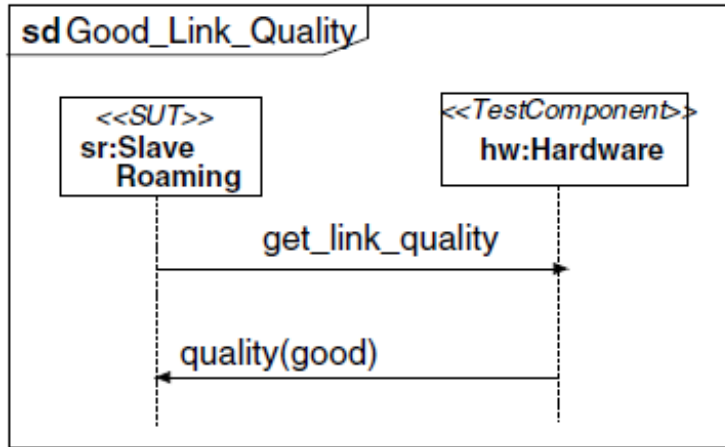 sd Good_Link_Quality
<<SUT>>
sr:Slave
Roaming
<<TestComponent>>
hw:Hardware
get_link_quality
quality(good)